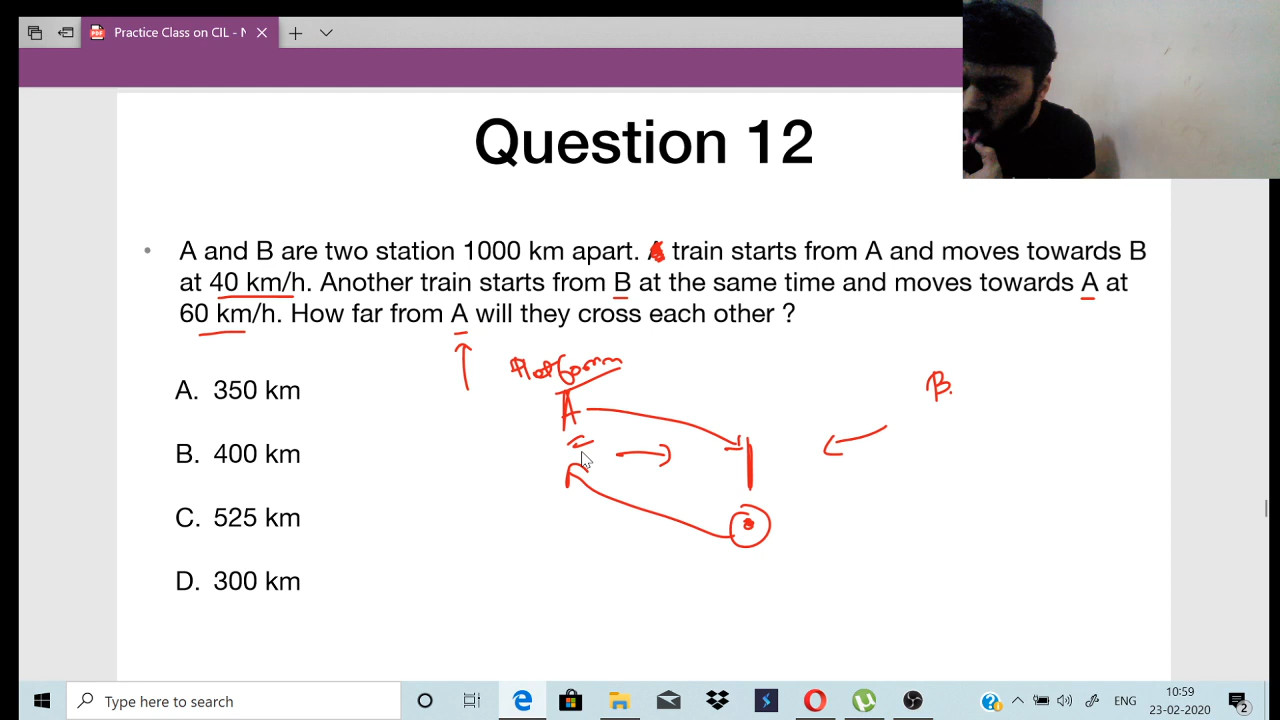 Practice Class on CIL - N
Question 12
• A and B are two station 1000 km apart. A train starts from A and moves towards B
at 40 km/h. Another train starts from B at the same time and moves towards A at
60 km/h. How far from A will they cross each other ?
Platform
A. 350 km
B.
A
B. 400 km
C. 525 km
D. 300 km
Type here to search
ENG
10:59
23-02-2020
2